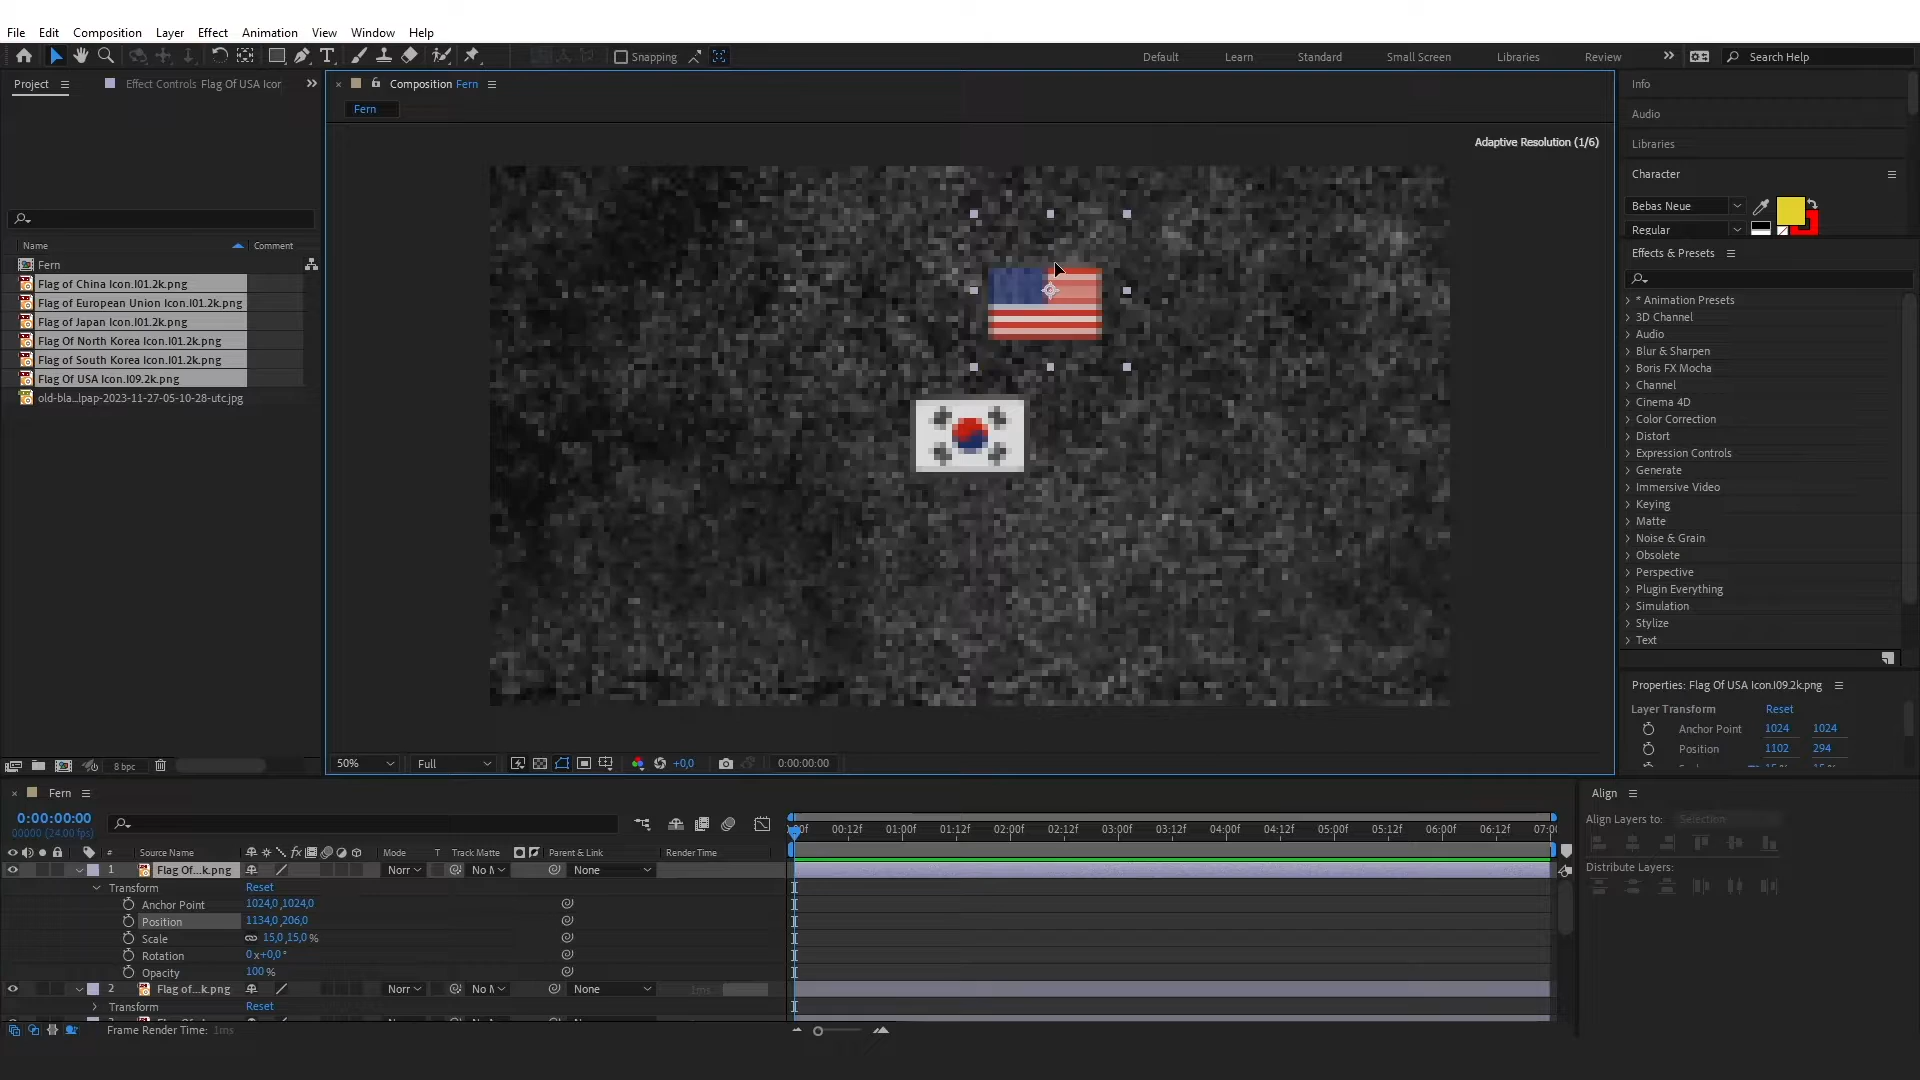 File Edit Composition Layer Effect Animation View Window Help
Snapping
Default Learn Standard Small Screen Libraries Review
Search Help
Project
Effect Controls Flag Of USA Icor
Composition Fern
Fern
Adaptive Resolution (1/6)
Name Comment
Fern
Flag of China Icon.I01.2k.png
Flag of European Union Icon.I01.2k.png
Flag of Japan Icon.I01.2k.png
Flag Of North Korea Icon.I01.2k.png
Flag of South Korea Icon.I01.2k.png
Flag Of USA Icon.I09.2k.png
old-bla...lpap-2023-11-27-05-10-28-utc.jpg
8 bpc
50% Full +0,0 0:00:00:00
Info
Audio
Libraries
Character
Bebas Neue
Regular
Effects & Presets
* Animation Presets
3D Channel
Audio
Blur & Sharpen
Boris FX Mocha
Channel
Cinema 4D
Color Correction
Distort
Expression Controls
Generate
Immersive Video
Keying
Matte
Noise & Grain
Obsolete
Perspective
Plugin Everything
Simulation
Stylize
Text
Properties: Flag Of USA Icon.I09.2k.png
Layer Transform Reset
Anchor Point 1024 1024
Position 1102 294
Fern
0:00:00:00
00000 (24.00 fps)
# Source Name Mode T Track Matte Parent & Link Render Time
1 Flag Of...k.png Norr No M None
Transform Reset
Anchor Point 1024,0,1024,0
Position 1134,0,206,0
Scale 15,0,15,0 %
Rotation 0x+0,0°
Opacity 100 %
2 Flag of...k.png Norr No M None 1ms
Transform Reset
Frame Render Time: 1ms
00f 00:12f 01:00f 01:12f 02:00f 02:12f 03:00f 03:12f 04:00f 04:12f 05:00f 05:12f 06:00f 06:12f 07:0
Align
Align Layers to: Selection
Distribute Layers: